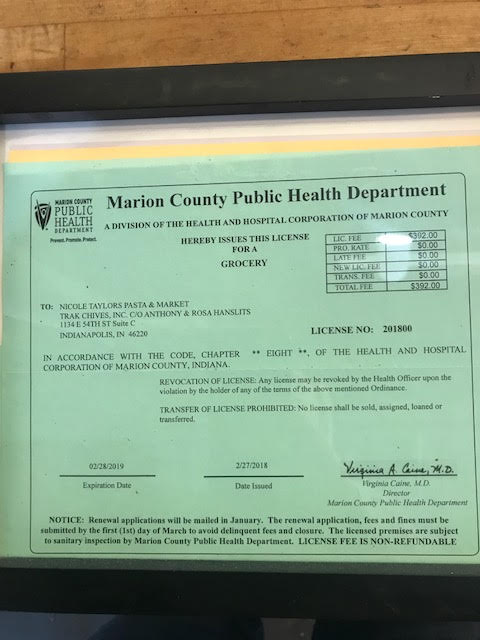 MARION COUNTY
PUBLIC
HEALTH
DEPARTMENT
Prevent. Promote. Protect.
Marion County Public Health Department
A DIVISION OF THE HEALTH AND HOSPITAL CORPORATION OF MARION COUNTY
HEREBY ISSUES THIS LICENSE
FOR A
GROCERY
LIC. FEE $392.00
PRO. RATE $0.00
LATE FEE $0.00
NEW LIC. FEE $0.00
TRANS. FEE $0.00
TOTAL FEE $392.00
TO: NICOLE TAYLORS PASTA & MARKET
TRAK CHIVES, INC. C/O ANTHONY & ROSA HANSLITS
1134 E 54TH ST Suite C
INDIANAPOLIS, IN 46220
LICENSE NO: 201800
IN ACCORDANCE WITH THE CODE, CHAPTER ** EIGHT **, OF THE HEALTH AND HOSPITAL
CORPORATION OF MARION COUNTY, INDIANA.
REVOCATION OF LICENSE: Any license may be revoked by the Health Officer upon the
violation by the holder of any of the terms of the above mentioned Ordinance.
TRANSFER OF LICENSE PROHIBITED: No license shall be sold, assigned, loaned or
transferred.
02/28/2019 2/27/2018 Virginia A. Caine, M.D.
Expiration Date Date Issued Virginia Caine, M.D.
Director
Marion County Public Health Department
NOTICE: Renewal applications will be mailed in January. The renewal application, fees and fines must be
submitted by the first (1st) day of March to avoid delinquent fees and closure. The licensed premises are subject
to sanitary inspection by Marion County Public Health Department. LICENSE FEE IS NON-REFUNDABLE